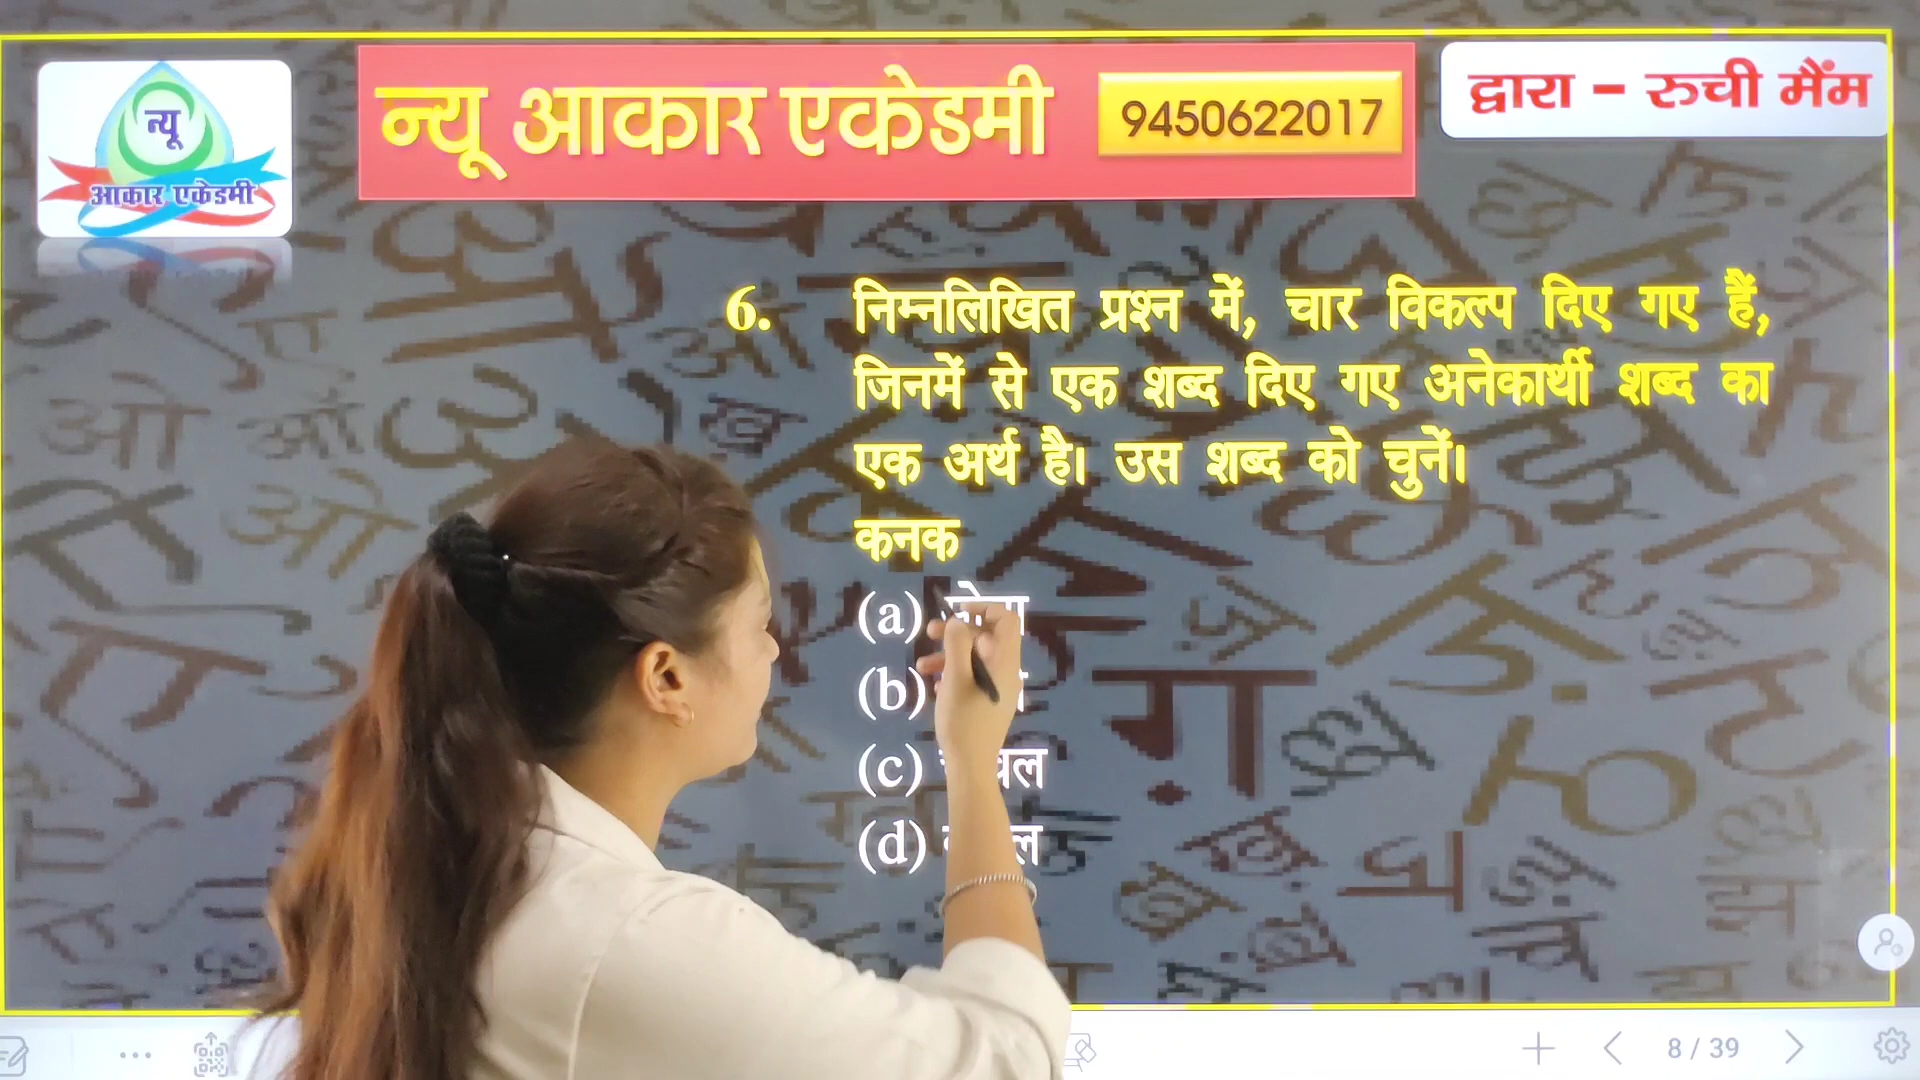 न्यू
आकार एकेडमी
न्यू आकार एकेडमी
9450622017
द्वारा – रुची मैंम
6. निम्नलिखित प्रश्न में, चार विकल्प दिए गए हैं,
जिनमें से एक शब्द दिए गए अनेकार्थी शब्द का
एक अर्थ है। उस शब्द को चुनें।
कनक
(a)
(b)
(c)
(d)
8 / 39